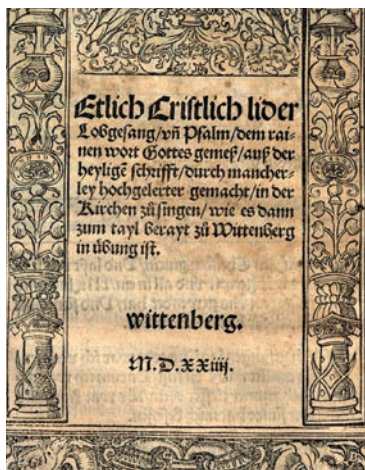 Etlich Cristlich lider
Lobgesang/ vñ Psalm/ dem rai-
nen wort Gottes gemeß/ auß der
heyligẽ schrifft/ durch mancher-
ley hochgelerter gemacht/ in der
Kirchen zů singen/ wie es dann
zum tayl berayt zů Wittenberg
in übung ist.
wittenberg.
M.D.XXiiij.